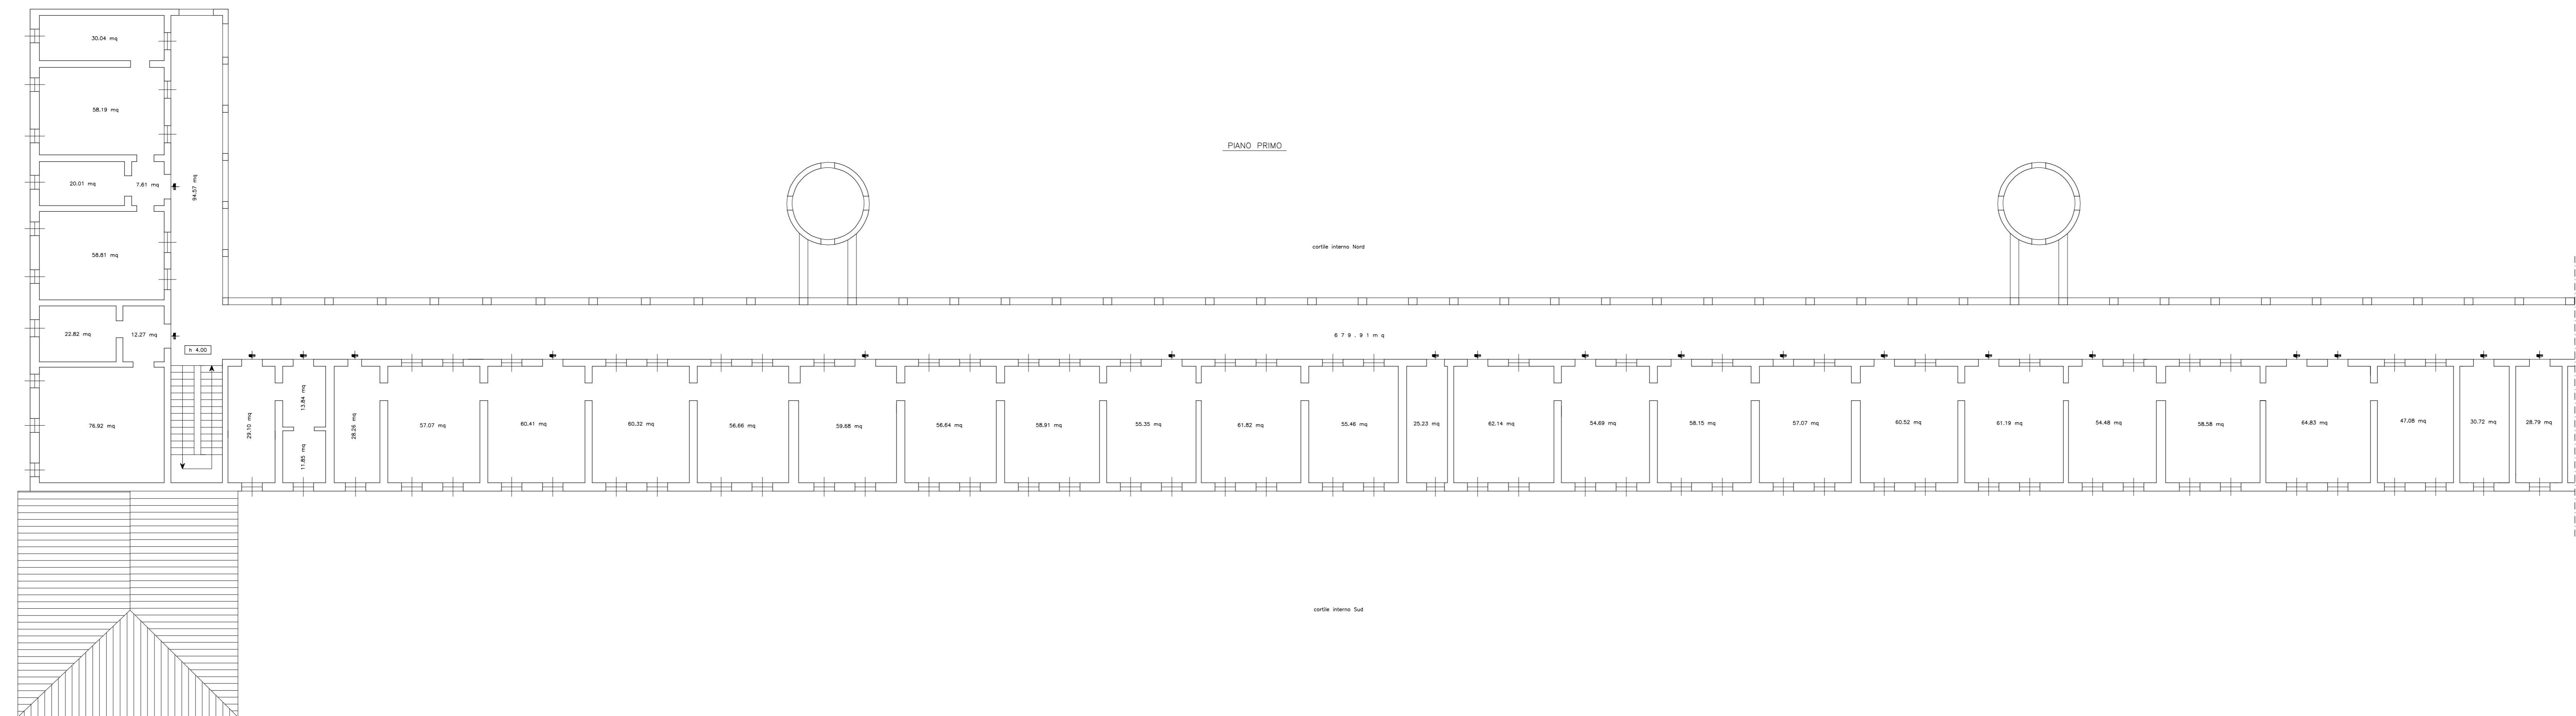 30.04 mq
58.19 mq
PIANO PRIMO
20.01 mq
7.61 mq
94.57 mq
cortile interno Nord
58.81 mq
22.82 mq
12.27 mq
679.91mq
h 4.00
76.92 mq
29.10 mq
13.84 mq
11.85 mq
28.26 mq
57.07 mq
60.41 mq
60.32 mq
56.66 mq
59.68 mq
56.64 mq
58.91 mq
55.35 mq
61.82 mq
55.46 mq
25.23 mq
62.14 mq
54.69 mq
58.15 mq
57.07 mq
60.52 mq
61.19 mq
54.48 mq
58.58 mq
64.83 mq
47.08 mq
30.72 mq
28.79 mq
cortile interno Sud